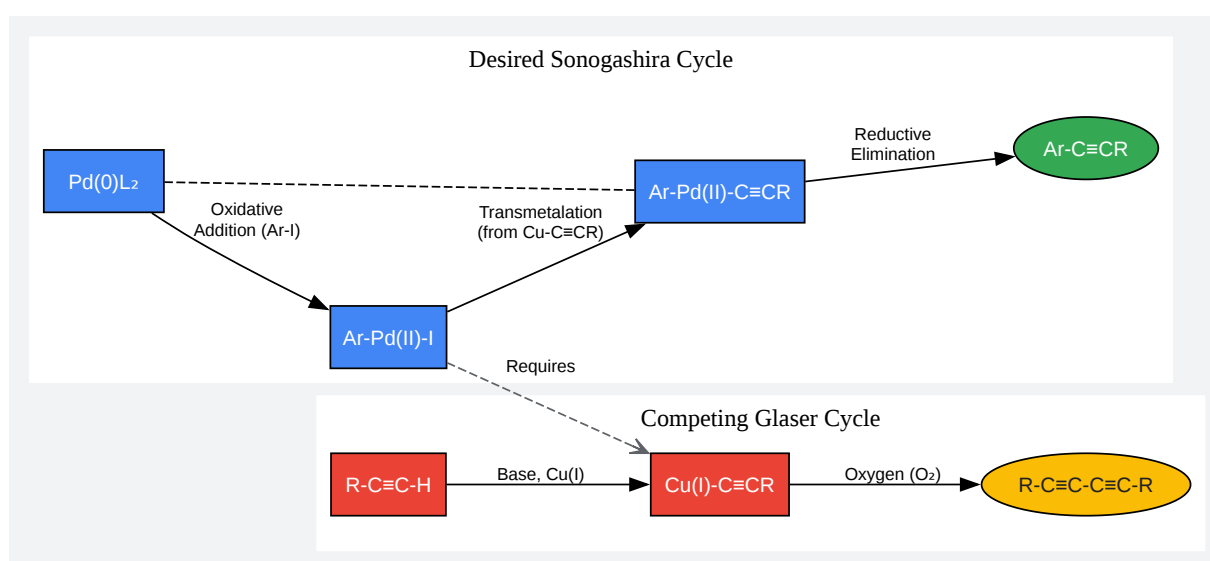 Desired Sonogashira Cycle
Pd(0)L₂
Oxidative
Addition (Ar-I)
Ar-Pd(II)-I
Transmetalation
(from Cu-C≡CR)
Ar-Pd(II)-C≡CR
Reductive
Elimination
Ar-C≡CR
Requires
Competing Glaser Cycle
R-C≡C-H
Base, Cu(I)
Cu(I)-C≡CR
Oxygen (O₂)
R-C≡C-C≡C-R